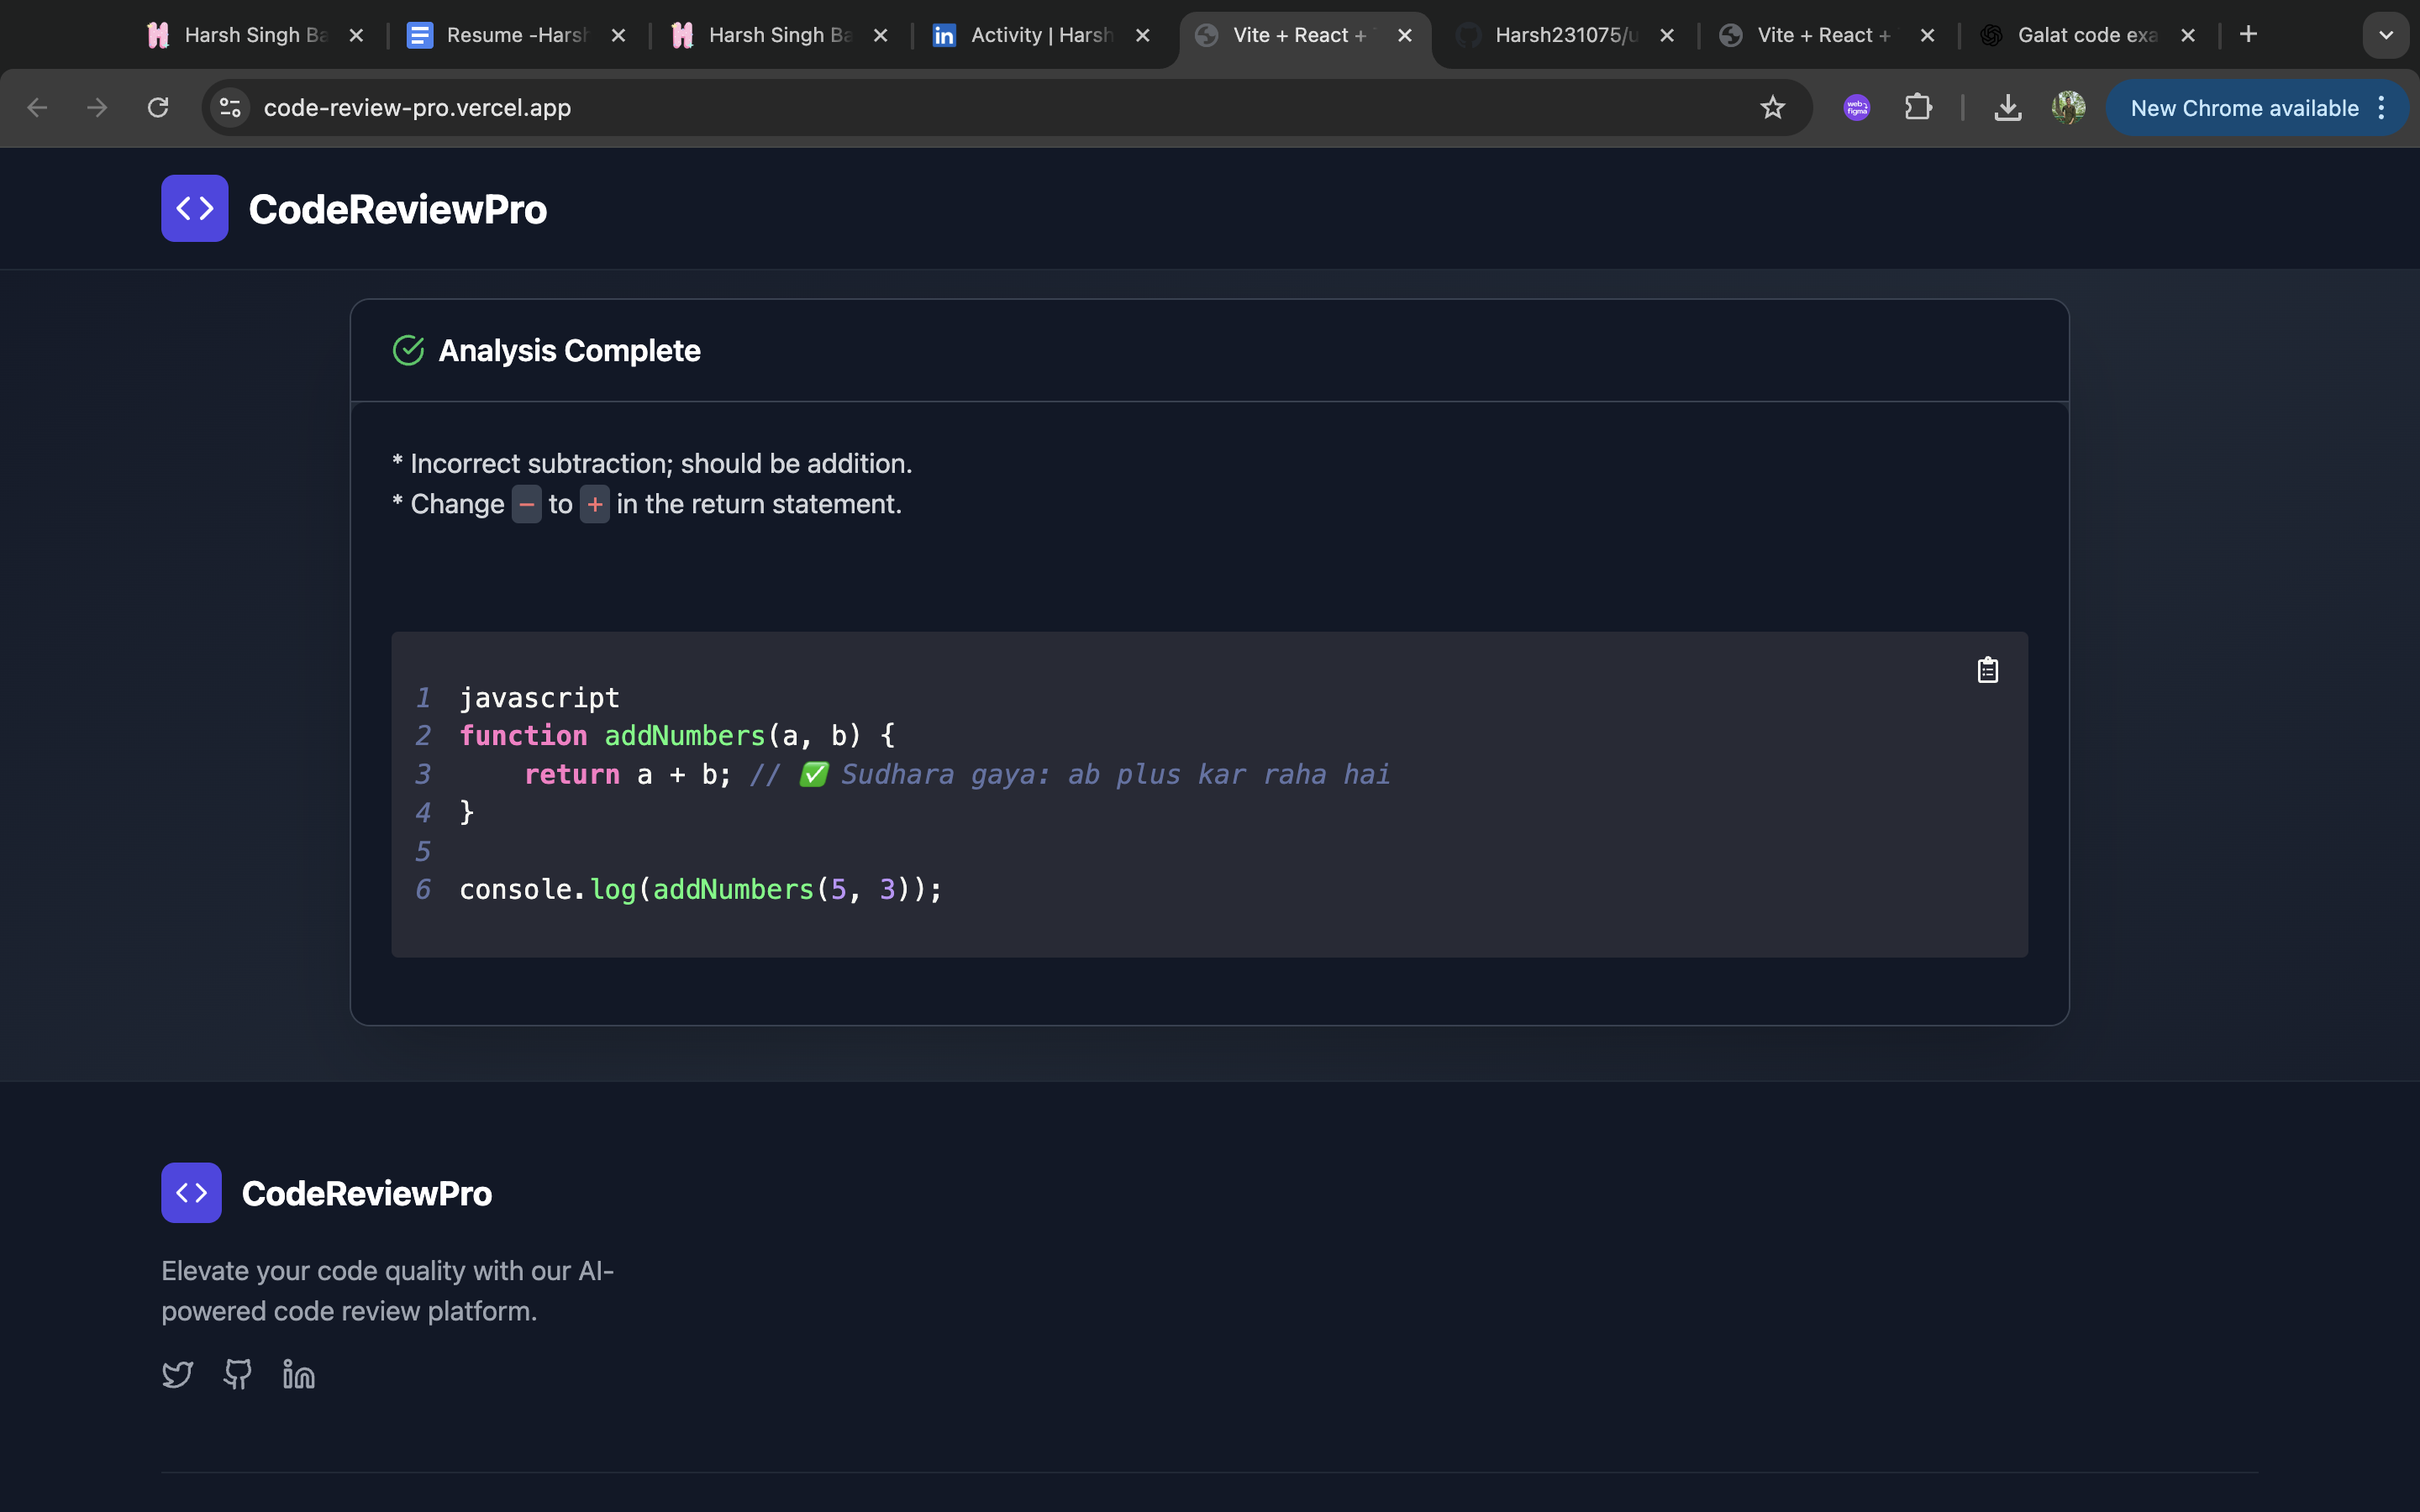 Harsh Singh Ba
Resume -Harsh
Harsh Singh Ba
Activity | Harsh
Vite + React +
Harsh231075/u
Vite + React +
Galat code exa
code-review-pro.vercel.app
New Chrome available
CodeReviewPro
Analysis Complete
* Incorrect subtraction; should be addition.
* Change - to + in the return statement.
1 javascript
2 function addNumbers(a, b) {
3     return a + b; // ✅ Sudhara gaya: ab plus kar raha hai
4 }
5
6 console.log(addNumbers(5, 3));
CodeReviewPro
Elevate your code quality with our AI-
powered code review platform.